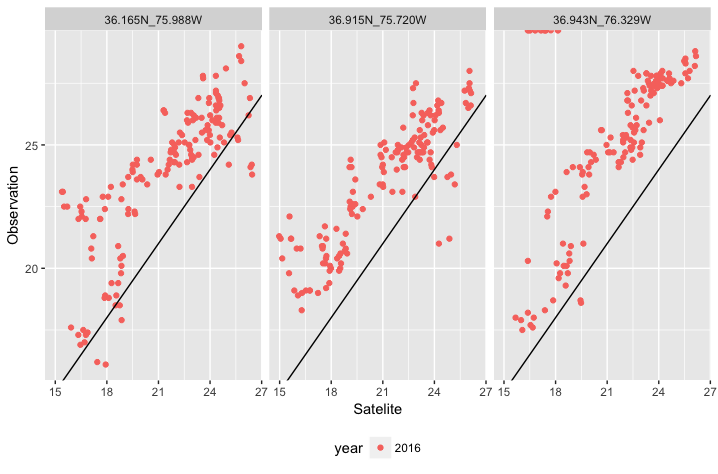 36.165N_75.988W 36.915N_75.720W 36.943N_76.329W
25
Observation
20
15 18 21 24 27 15 18 21 24 27 15 18 21 24 27
Satelite
year 2016